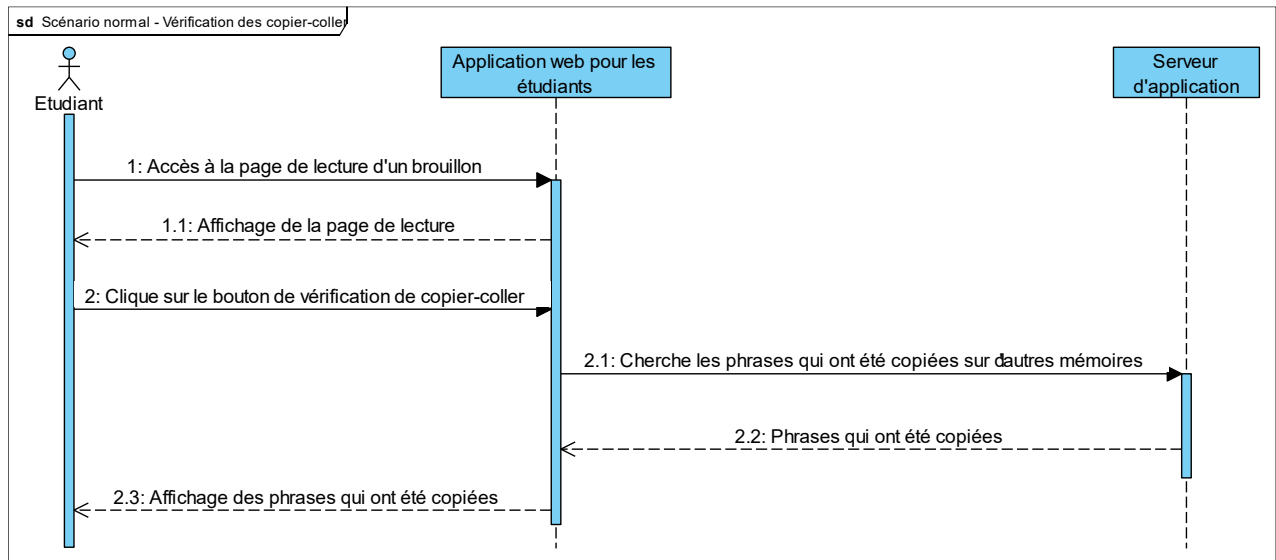 sd Scénario normal - Vérification des copier-coller
Etudiant
Application web pour les
étudiants
Serveur
d'application
1: Accès à la page de lecture d'un brouillon
1.1: Affichage de la page de lecture
2: Clique sur le bouton de vérification de copier-coller
2.1: Cherche les phrases qui ont été copiées sur d'autres mémoires
2.2: Phrases qui ont été copiées
2.3: Affichage des phrases qui ont été copiées